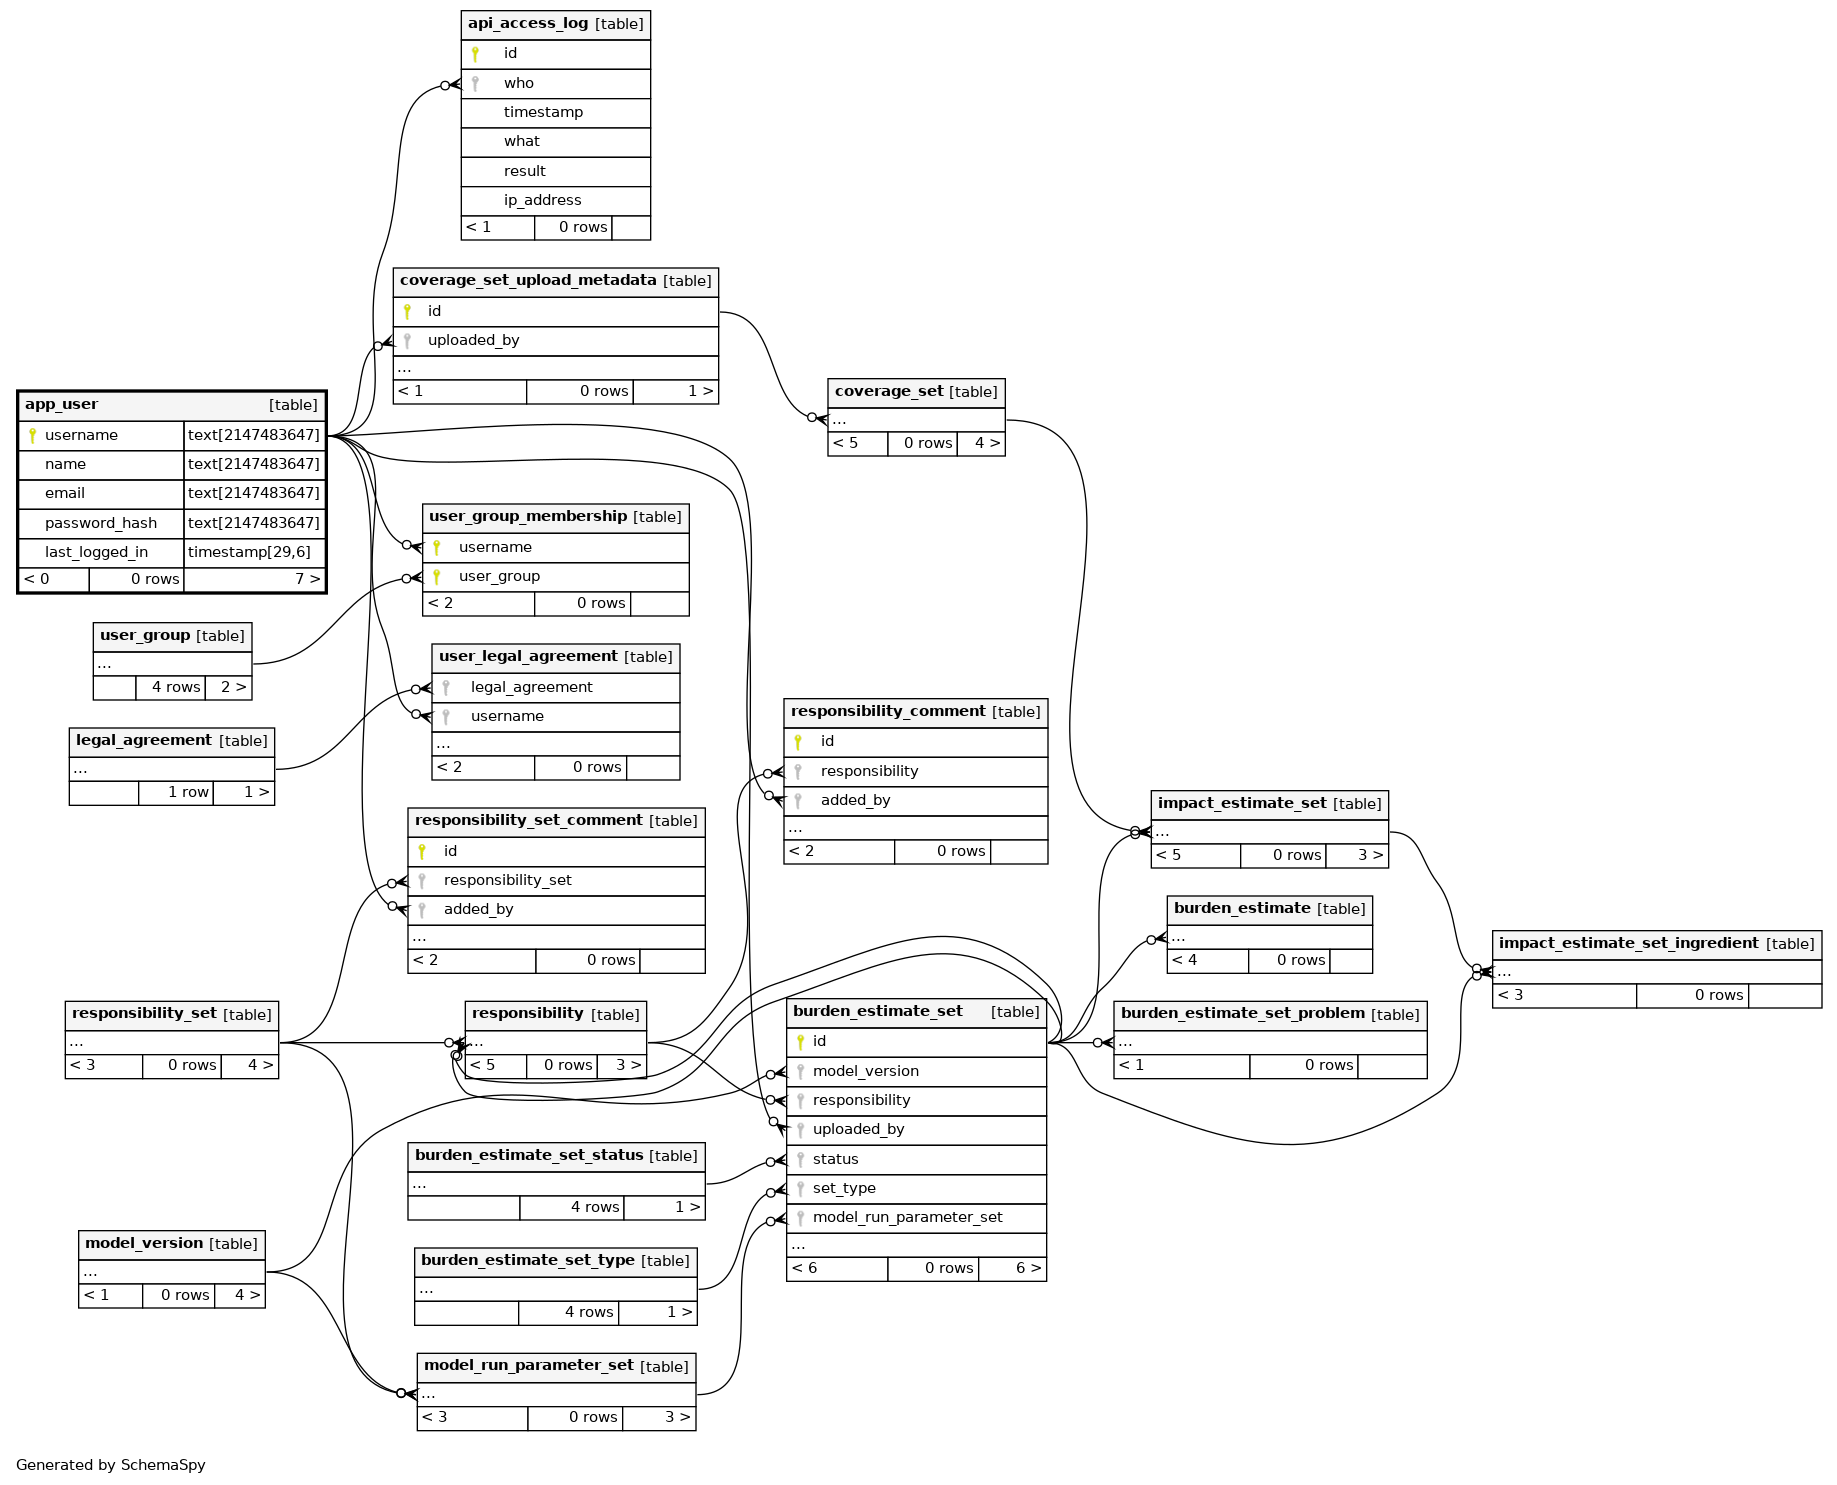 api_access_log [table]
id
who
timestamp
what
result
ip_address
< 1 0 rows
coverage_set_upload_metadata [table]
id
uploaded_by
...
< 1 0 rows 1 >
coverage_set [table]
...
< 5 0 rows 4 >
app_user [table]
username text[2147483647]
name text[2147483647]
email text[2147483647]
password_hash text[2147483647]
last_logged_in timestamp[29,6]
< 0 0 rows 7 >
user_group_membership [table]
username
user_group
< 2 0 rows
user_group [table]
...
4 rows 2 >
user_legal_agreement [table]
legal_agreement
username
...
< 2 0 rows
legal_agreement [table]
...
1 row 1 >
responsibility_comment [table]
id
responsibility
added_by
...
< 2 0 rows
responsibility_set_comment [table]
id
responsibility_set
added_by
...
< 2 0 rows
impact_estimate_set [table]
...
< 5 0 rows 3 >
burden_estimate [table]
...
< 4 0 rows
impact_estimate_set_ingredient [table]
...
< 3 0 rows
responsibility_set [table]
...
< 3 0 rows 4 >
responsibility [table]
...
< 5 0 rows 3 >
burden_estimate_set [table]
id
model_version
responsibility
uploaded_by
status
set_type
model_run_parameter_set
...
< 6 0 rows 6 >
burden_estimate_set_problem [table]
...
< 1 0 rows
burden_estimate_set_status [table]
...
4 rows 1 >
model_version [table]
...
< 1 0 rows 4 >
burden_estimate_set_type [table]
...
4 rows 1 >
model_run_parameter_set [table]
...
< 3 0 rows 3 >
Generated by SchemaSpy